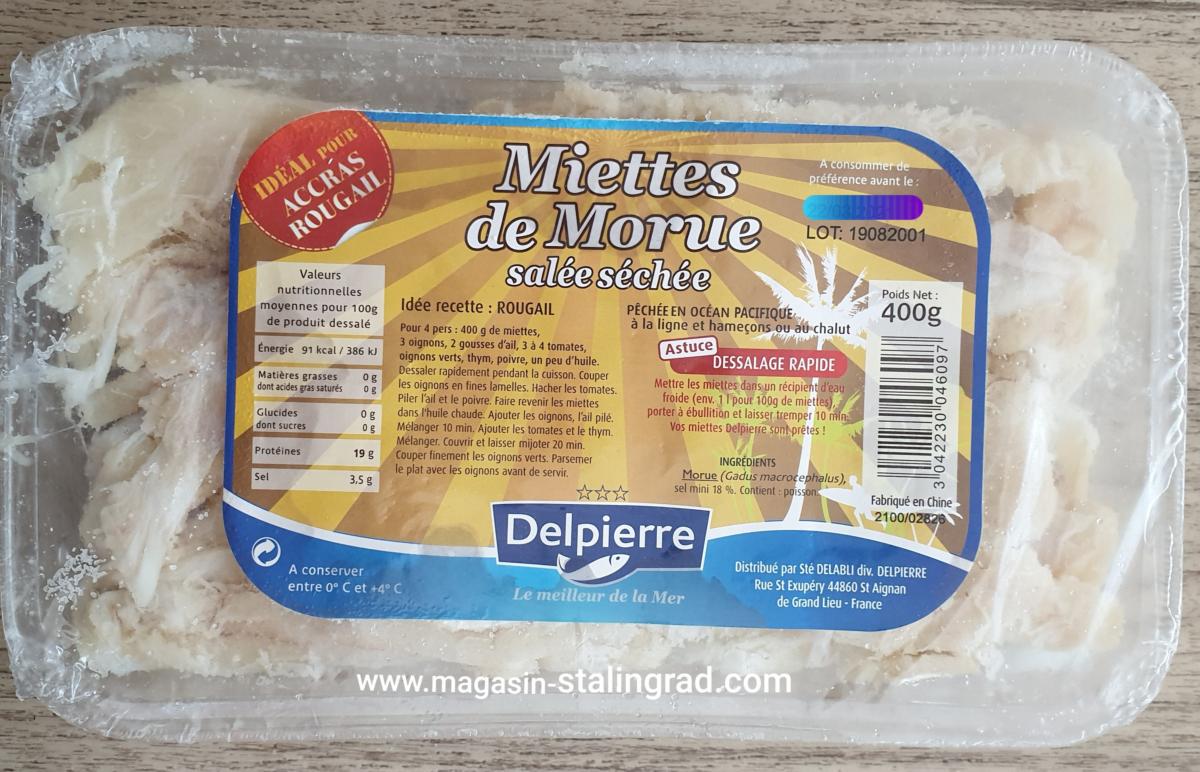 IDÉAL POUR
ACCRAS
ROUGAIL
Miettes
de Morue
salée séchée
A consommer de
préférence avant le :
LOT: 19082001
Valeurs
nutritionnelles
moyennes pour 100g
de produit dessalé
Énergie 91 kcal / 386 kJ
Matières grasses 0 g
dont acides gras saturés 0 g
Glucides 0 g
dont sucres 0 g
Protéines 19 g
Sel 3,5 g
Idée recette : ROUGAIL
Pour 4 pers : 400 g de miettes,
3 oignons, 2 gousses d'ail, 3 à 4 tomates,
oignons verts, thym, poivre, un peu d'huile.
Dessaler rapidement pendant la cuisson. Couper
les oignons en fines lamelles. Hacher les tomates.
Piler l'ail et le poivre. Faire revenir les miettes
dans l'huile chaude. Ajouter les oignons, l'ail pilé.
Mélanger 10 min. Ajouter les tomates et le thym.
Mélanger. Couvrir et laisser mijoter 20 min.
Couper finement les oignons verts. Parsemer
le plat avec les oignons avant de servir.
PÊCHÉE EN OCÉAN PACIFIQUE
à la ligne et hameçons ou au chalut
Astuce
DESSALAGE RAPIDE
Mettre les miettes dans un récipient d'eau
froide (env. 1 l pour 100g de miettes),
porter à ébullition et laisser tremper 10 min.
Vos miettes Delpierre sont prêtes !
INGRÉDIENTS
Morue (Gadus macrocephalus),
sel mini 18 %. Contient : poisson.
Poids Net :
400g
3 042230 046097
Fabriqué en Chine
2100/02826
Delpierre
Le meilleur de la Mer
A conserver
entre 0° C et +4° C
Distribué par Sté DELABLI div. DELPIERRE
Rue St Exupéry 44860 St Aignan
de Grand Lieu - France
www.magasin-stalingrad.com